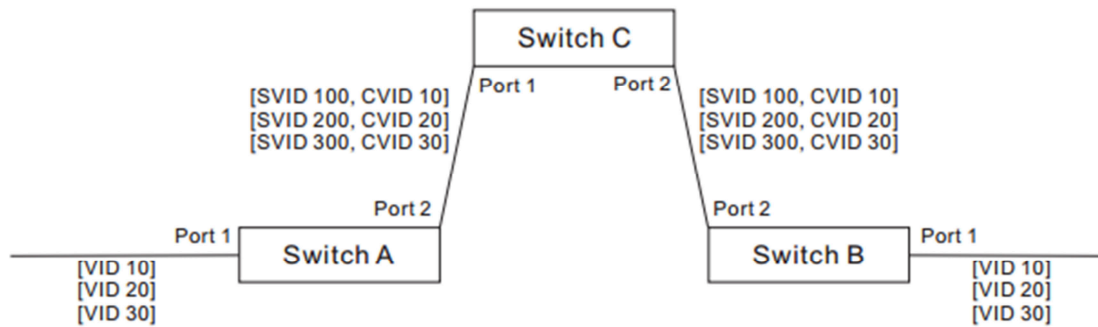 Switch C
Port 1
Port 2
[SVID 100, CVID 10]
[SVID 200, CVID 20]
[SVID 300, CVID 30]
[SVID 100, CVID 10]
[SVID 200, CVID 20]
[SVID 300, CVID 30]
Port 2
Port 2
Port 1
Switch A
Switch B
Port 1
[VID 10]
[VID 20]
[VID 30]
[VID 10]
[VID 20]
[VID 30]